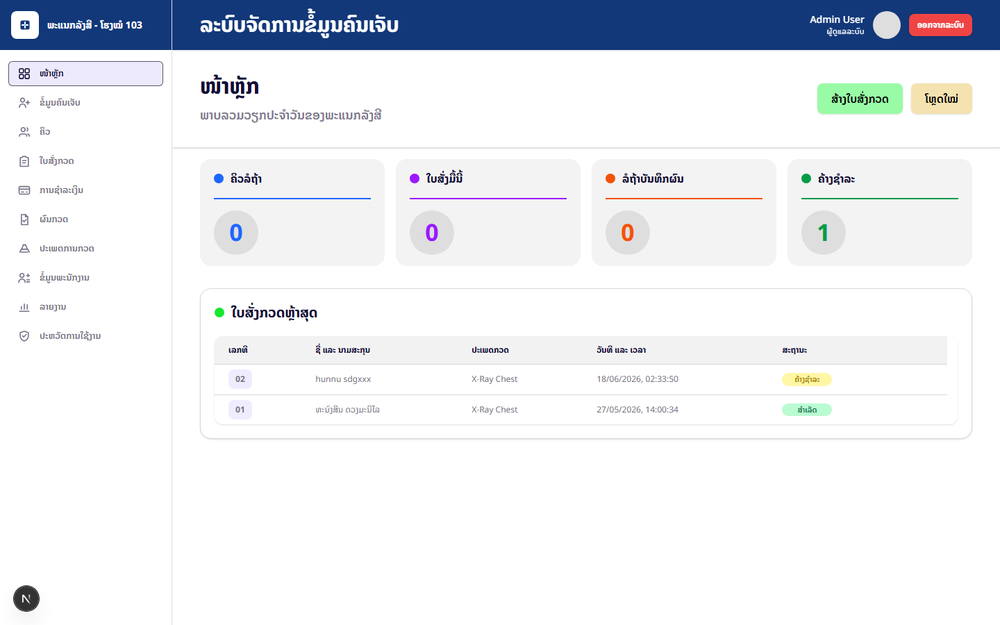 ພະແນກລັງສີ - ໂຮງໝໍ 103
ລະບົບຈັດການຂໍ້ມູນຄົນເຈັບ
Admin User
ຜູ້ດູແລລະບົບ
ອອກຈາກລະບົບ
ໜ້າຫຼັກ
ຂໍ້ມູນຄົນເຈັບ
ຄິວ
ໃບສັ່ງກວດ
ການຊໍາລະເງິນ
ຜົນກວດ
ປະເພດການກວດ
ຂໍ້ມູນພະນັກງານ
ລາຍງານ
ປະຫວັດການໃຊ້ງານ
ໜ້າຫຼັກ
ພາບລວມວຽກປະຈໍາວັນຂອງພະແນກລັງສີ
ສ້າງໃບສັ່ງກວດ
ໂຫຼດໃໝ່
ຄິວລໍຖ້າ
0
ໃບສັ່ງມື້ນີ້
0
ລໍຖ້າບັນທຶກຜົນ
0
ຄ້າງຊໍາລະ
1
ໃບສັ່ງກວດຫຼ້າສຸດ
ເລກທີ ຊື່ ແລະ ນາມສະກຸນ ປະເພດກວດ ວັນທີ ແລະ ເວລາ ສະຖານະ
02 hunnu sdgxxx X-Ray Chest 18/06/2026, 02:33:50 ຄ້າງຊໍາລະ
01 ທະນົງສິນ ດວງມະນີໄລ X-Ray Chest 27/05/2026, 14:00:34 ສໍາເລັດ
N